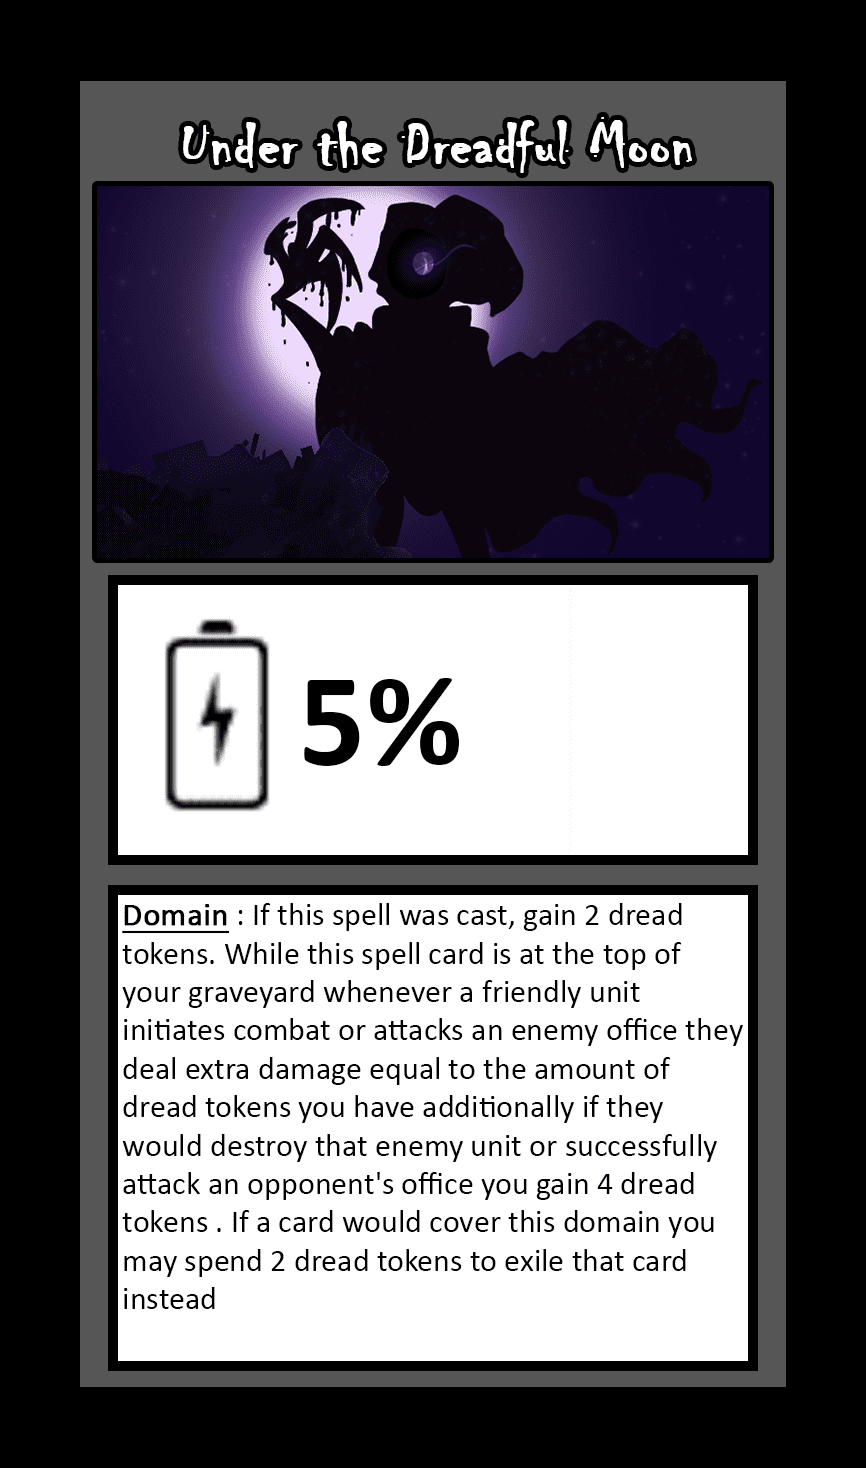 Under the Dreadful Moon
5%
Domain : If this spell was cast, gain 2 dread
tokens. While this spell card is at the top of
your graveyard whenever a friendly unit
initiates combat or attacks an enemy office they
deal extra damage equal to the amount of
dread tokens you have additionally if they
would destroy that enemy unit or successfully
attack an opponent's office you gain 4 dread
tokens . If a card would cover this domain you
may spend 2 dread tokens to exile that card
instead